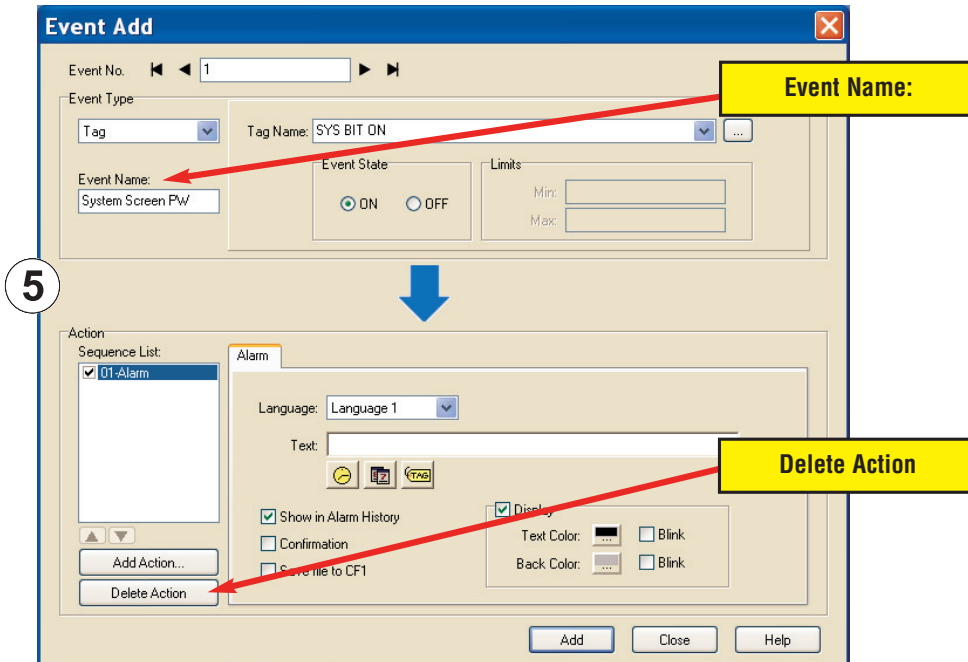 Event Add
Event No. 1
Event Name:
Event Type
Tag
Tag Name: SYS BIT ON ...
Event Name:
System Screen PW
Event State
ON OFF
Limits
Min:
Max:
5
Action
Sequence List:
01-Alarm
Alarm
Language: Language 1
Text:
TAG
Delete Action
Show in Alarm History
Confirmation
Save file to CF1
Display
Text Color: ... Blink
Back Color: ... Blink
Add Action...
Delete Action
Add Close Help